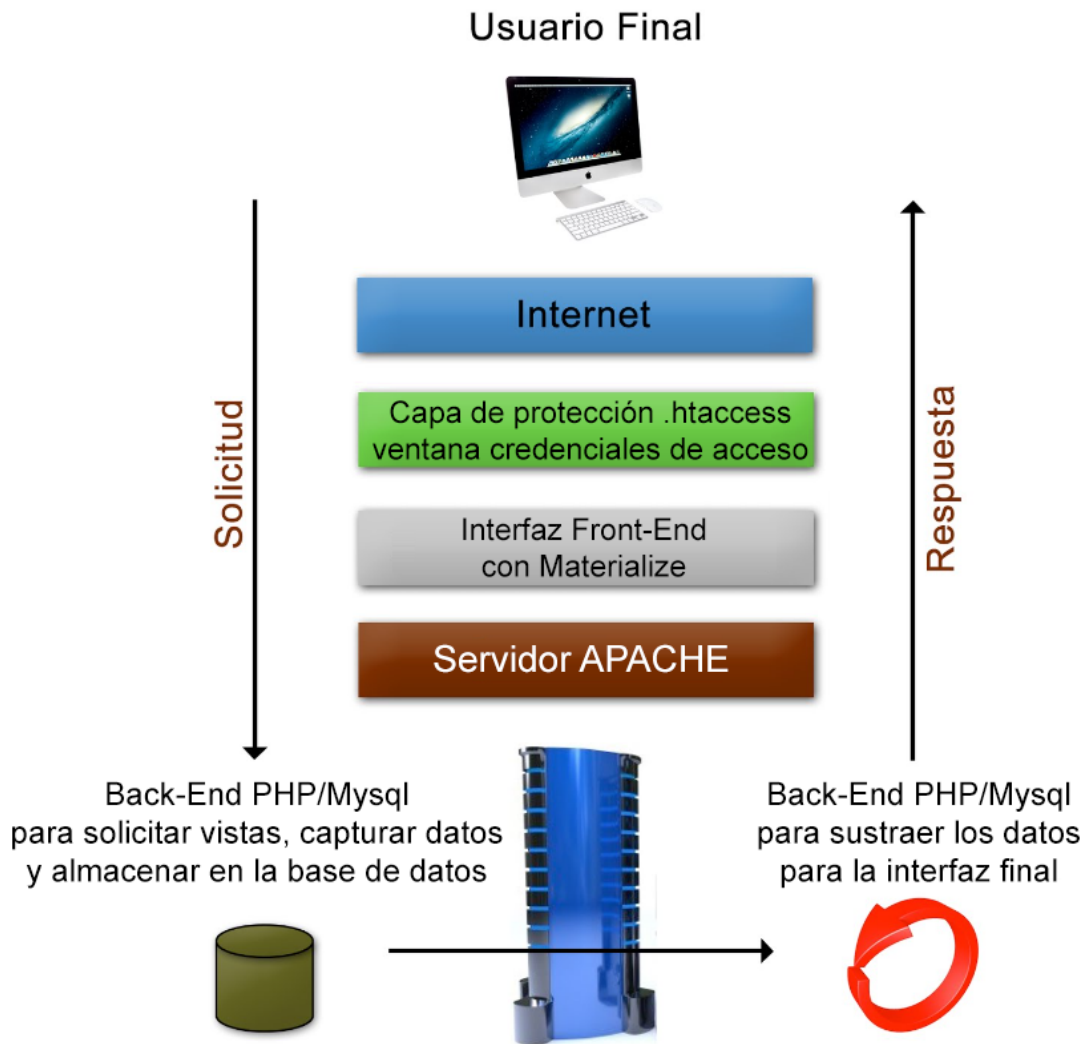 Usuario Final
Internet
Capa de protección .htaccess
ventana credenciales de acceso
Solicitud
Respuesta
Interfaz Front-End
con Materialize
Servidor APACHE
Back-End PHP/Mysql
para solicitar vistas, capturar datos
y almacenar en la base de datos
Back-End PHP/Mysql
para sustraer los datos
para la interfaz final